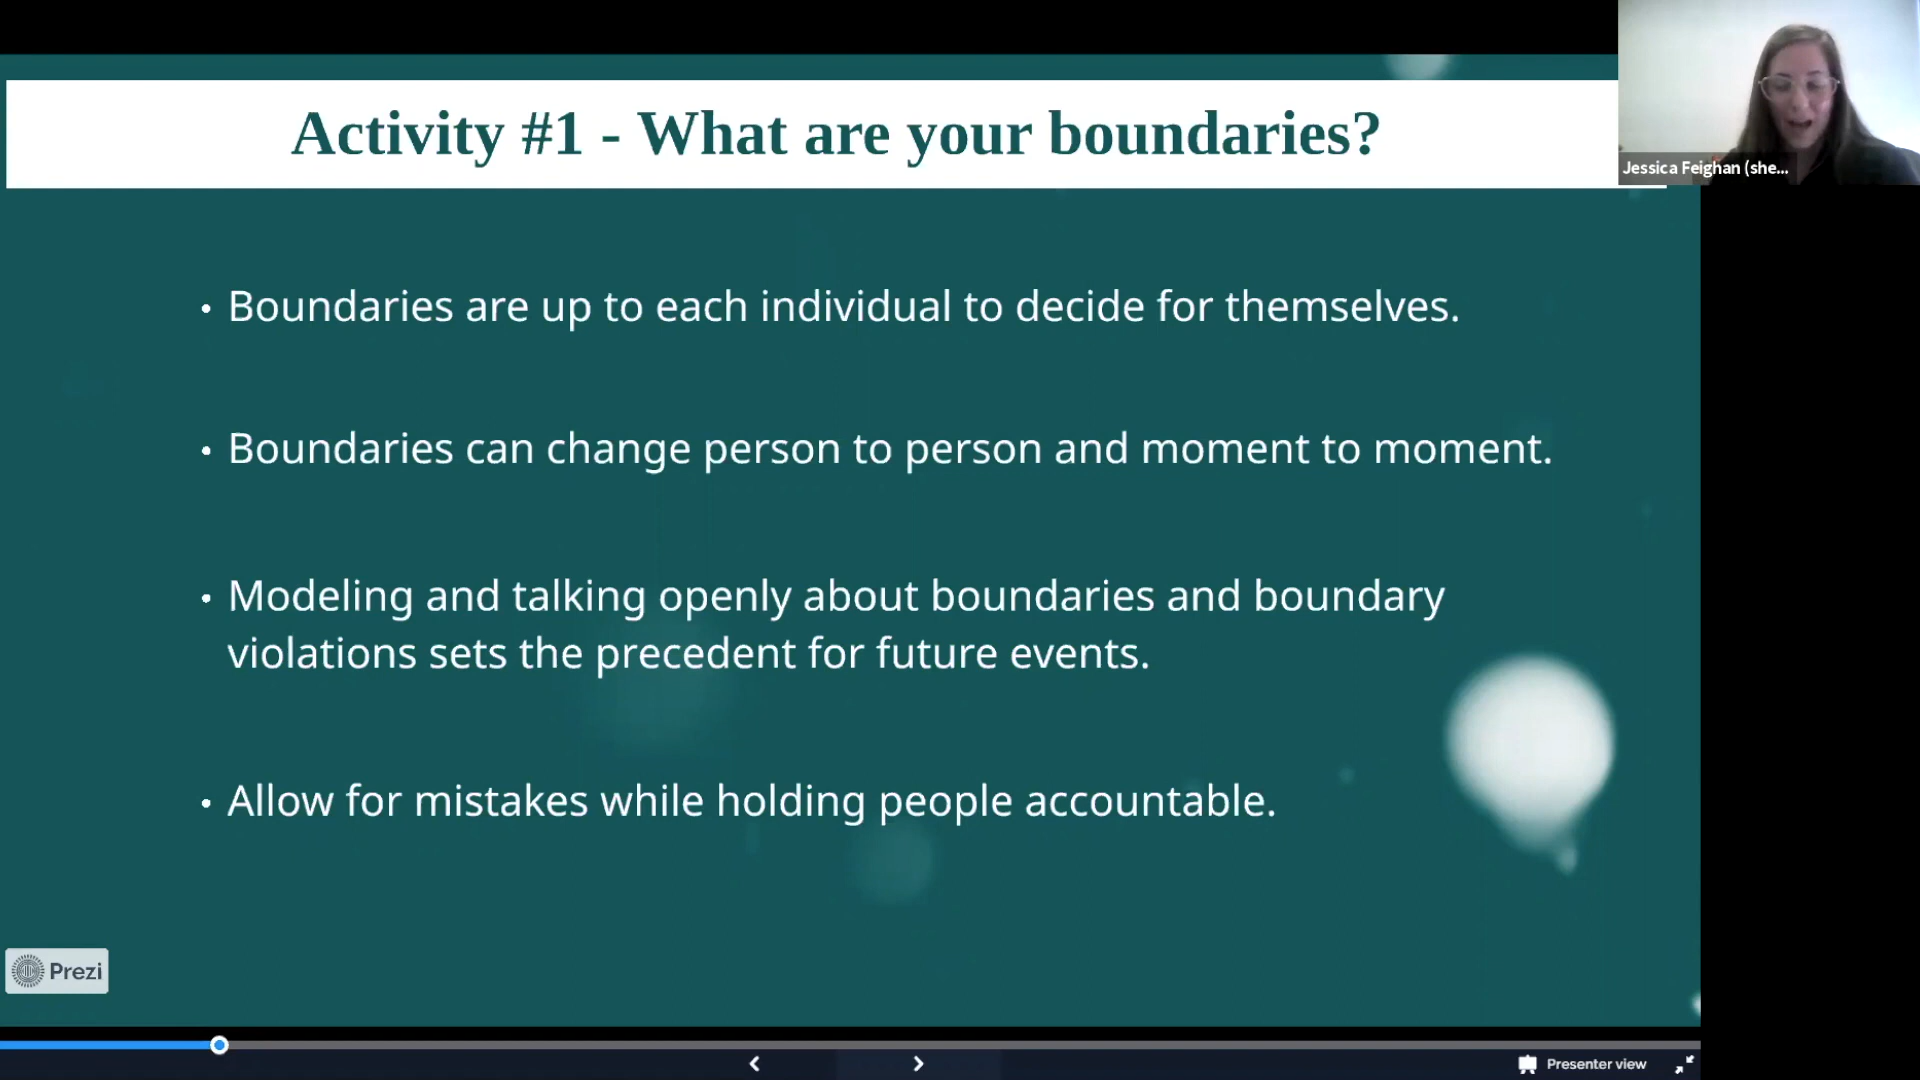 Activity #1 - What are your boundaries?
Jessica Feighan (she...
• Boundaries are up to each individual to decide for themselves.
• Boundaries can change person to person and moment to moment.
• Modeling and talking openly about boundaries and boundary
violations sets the precedent for future events.
• Allow for mistakes while holding people accountable.
Prezi
Presenter view